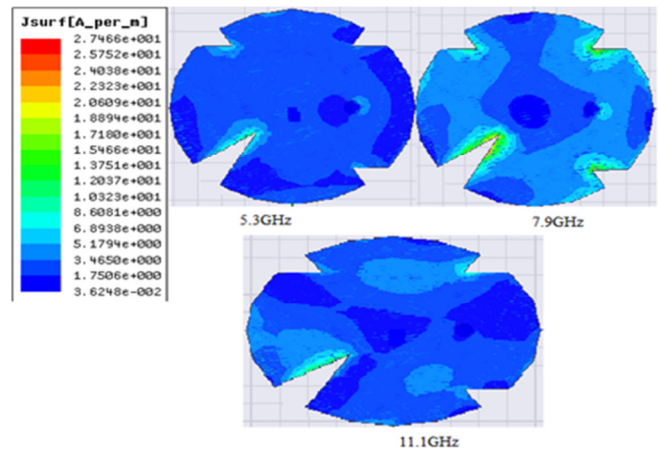 Jsurf[A_per_m]
2.7466e+001
2.5752e+001
2.4038e+001
2.2323e+001
2.0609e+001
1.8894e+001
1.7180e+001
1.5466e+001
1.3751e+001
1.2037e+001
1.0323e+001
8.6081e+000
6.8938e+000
5.1794e+000
3.4650e+000
1.7506e+000
3.6248e-002
5.3GHz
7.9GHz
11.1GHz